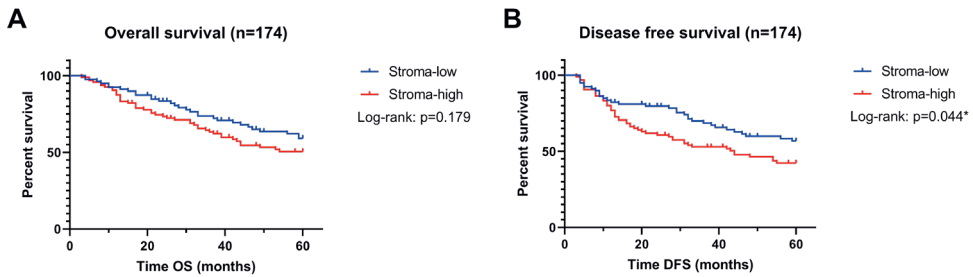 A
Overall survival (n=174)
Percent survival
100
50
0
0
20
40
60
Time OS (months)
Stroma-low
Stroma-high
Log-rank: p=0.179
B
Disease free survival (n=174)
Percent survival
100
50
0
0
20
40
60
Time DFS (months)
Stroma-low
Stroma-high
Log-rank: p=0.044*